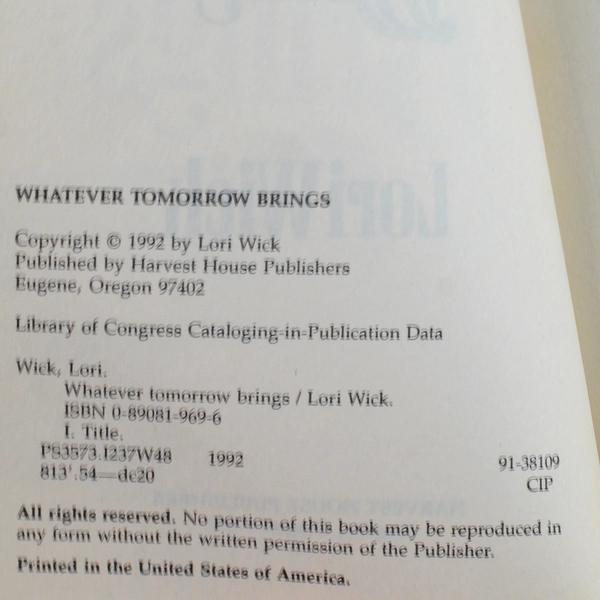 WHATEVER TOMORROW BRINGS
Copyright © 1992 by Lori Wick
Published by Harvest House Publishers
Eugene, Oregon 97402
Library of Congress Cataloging-in-Publication Data
Wick, Lori.
Whatever tomorrow brings / Lori Wick.
ISBN 0-89081-969-6
I. Title.
PS3573.I237W48 1992 91-38109
813'.54—dc20 CIP
All rights reserved. No portion of this book may be reproduced in
any form without the written permission of the Publisher.
Printed in the United States of America.